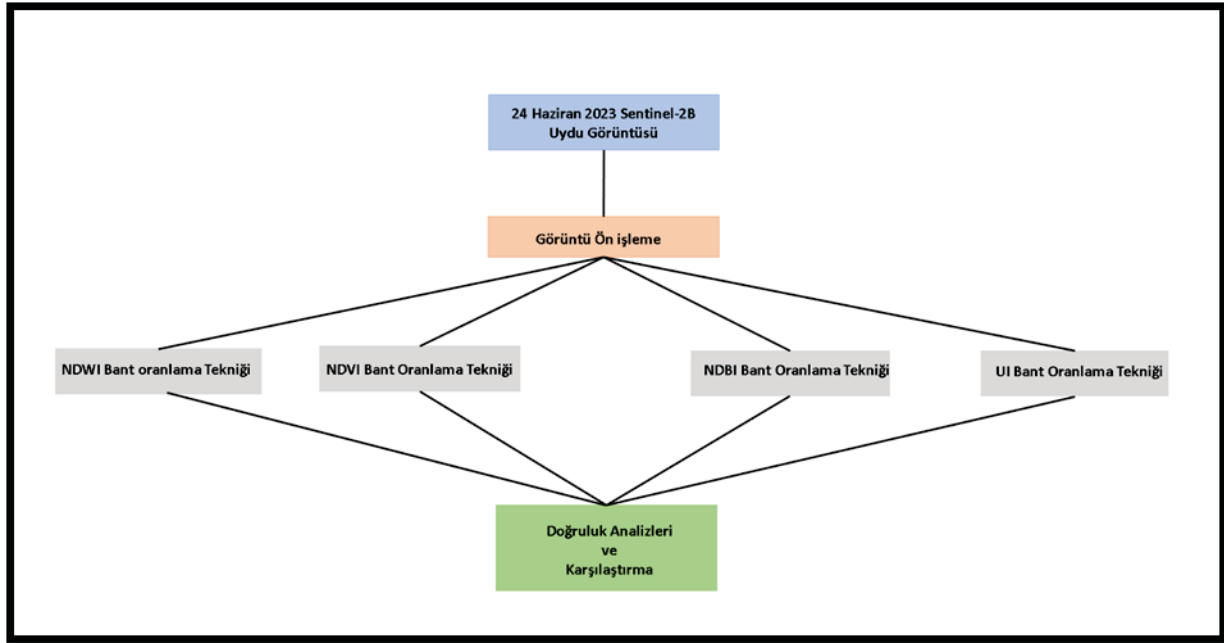 24 Haziran 2023 Sentinel-2B
Uydu Görüntüsü
Görüntü Ön işleme
NDWI Bant oranlama Tekniği
NDVI Bant Oranlama Tekniği
NDBI Bant Oranlama Tekniği
UI Bant Oranlama Tekniği
Doğruluk Analizleri
ve
Karşılaştırma